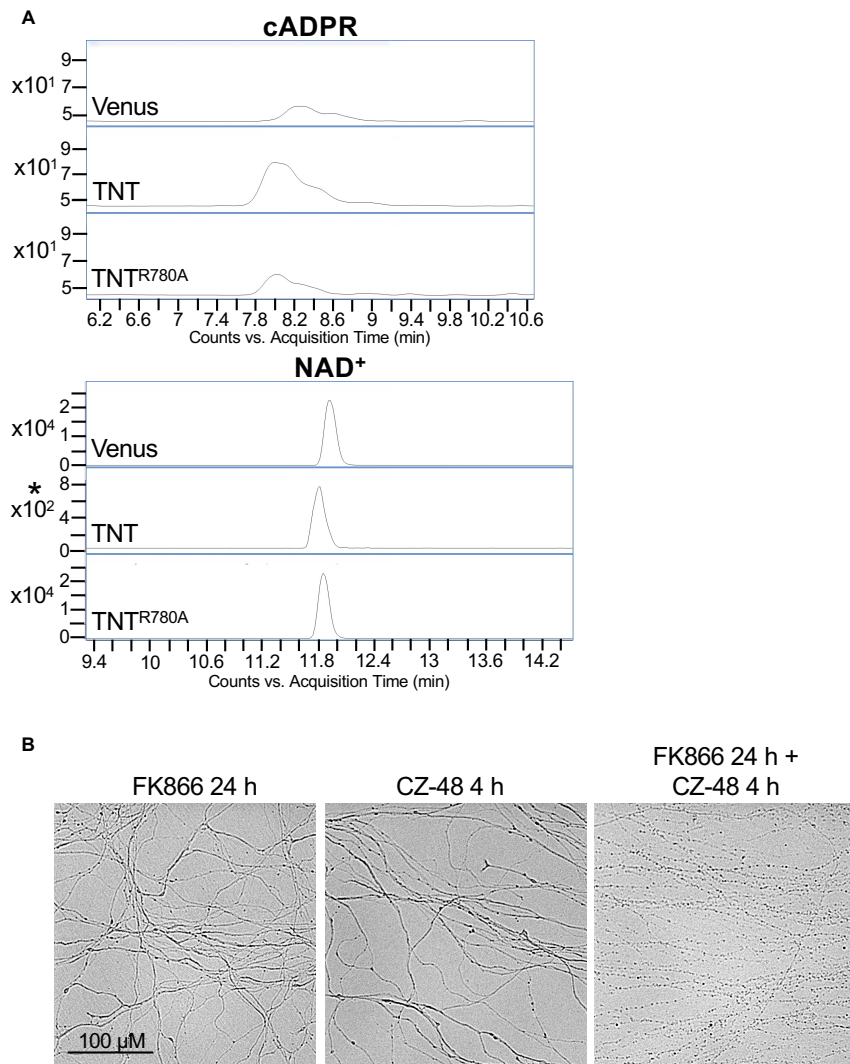 A
cADPR
x10¹
9
7
5
Venus
x10¹
9
7
5
TNT
x10¹
9
7
5
TNTᴿ⁷⁸⁰ᴬ
6.2 6.6 7 7.4 7.8 8.2 8.6 9 9.4 9.8 10.2 10.6
Counts vs. Acquisition Time (min)
NAD⁺
x10⁴
2
1
0
Venus
*
x10²
8
4
0
TNT
x10⁴
2
1
0
TNTᴿ⁷⁸⁰ᴬ
9.4 10 10.6 11.2 11.8 12.4 13 13.6 14.2
Counts vs. Acquisition Time (min)
B
FK866 24 h
CZ-48 4 h
FK866 24 h +
CZ-48 4 h
100 µM